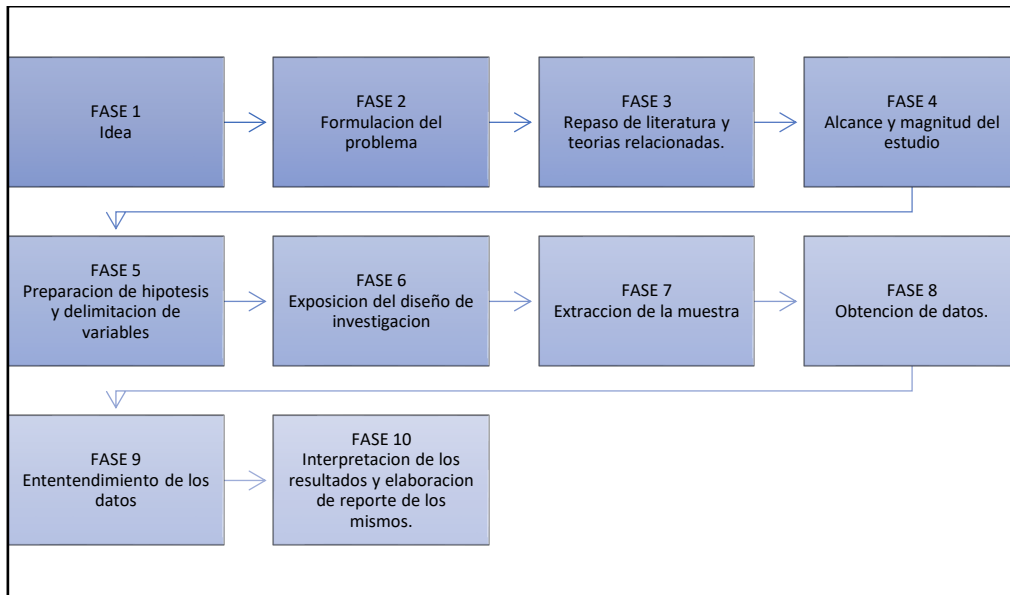 FASE 1
Idea
FASE 2
Formulacion del
problema
FASE 3
Repaso de literatura y
teorias relacionadas.
FASE 4
Alcance y magnitud del
estudio
FASE 5
Preparacion de hipotesis
y delimitacion de
variables
FASE 6
Exposicion del diseño de
investigacion
FASE 7
Extraccion de la muestra
FASE 8
Obtencion de datos.
FASE 9
Ententendimiento de los
datos
FASE 10
Interpretacion de los
resultados y elaboracion
de reporte de los
mismos.